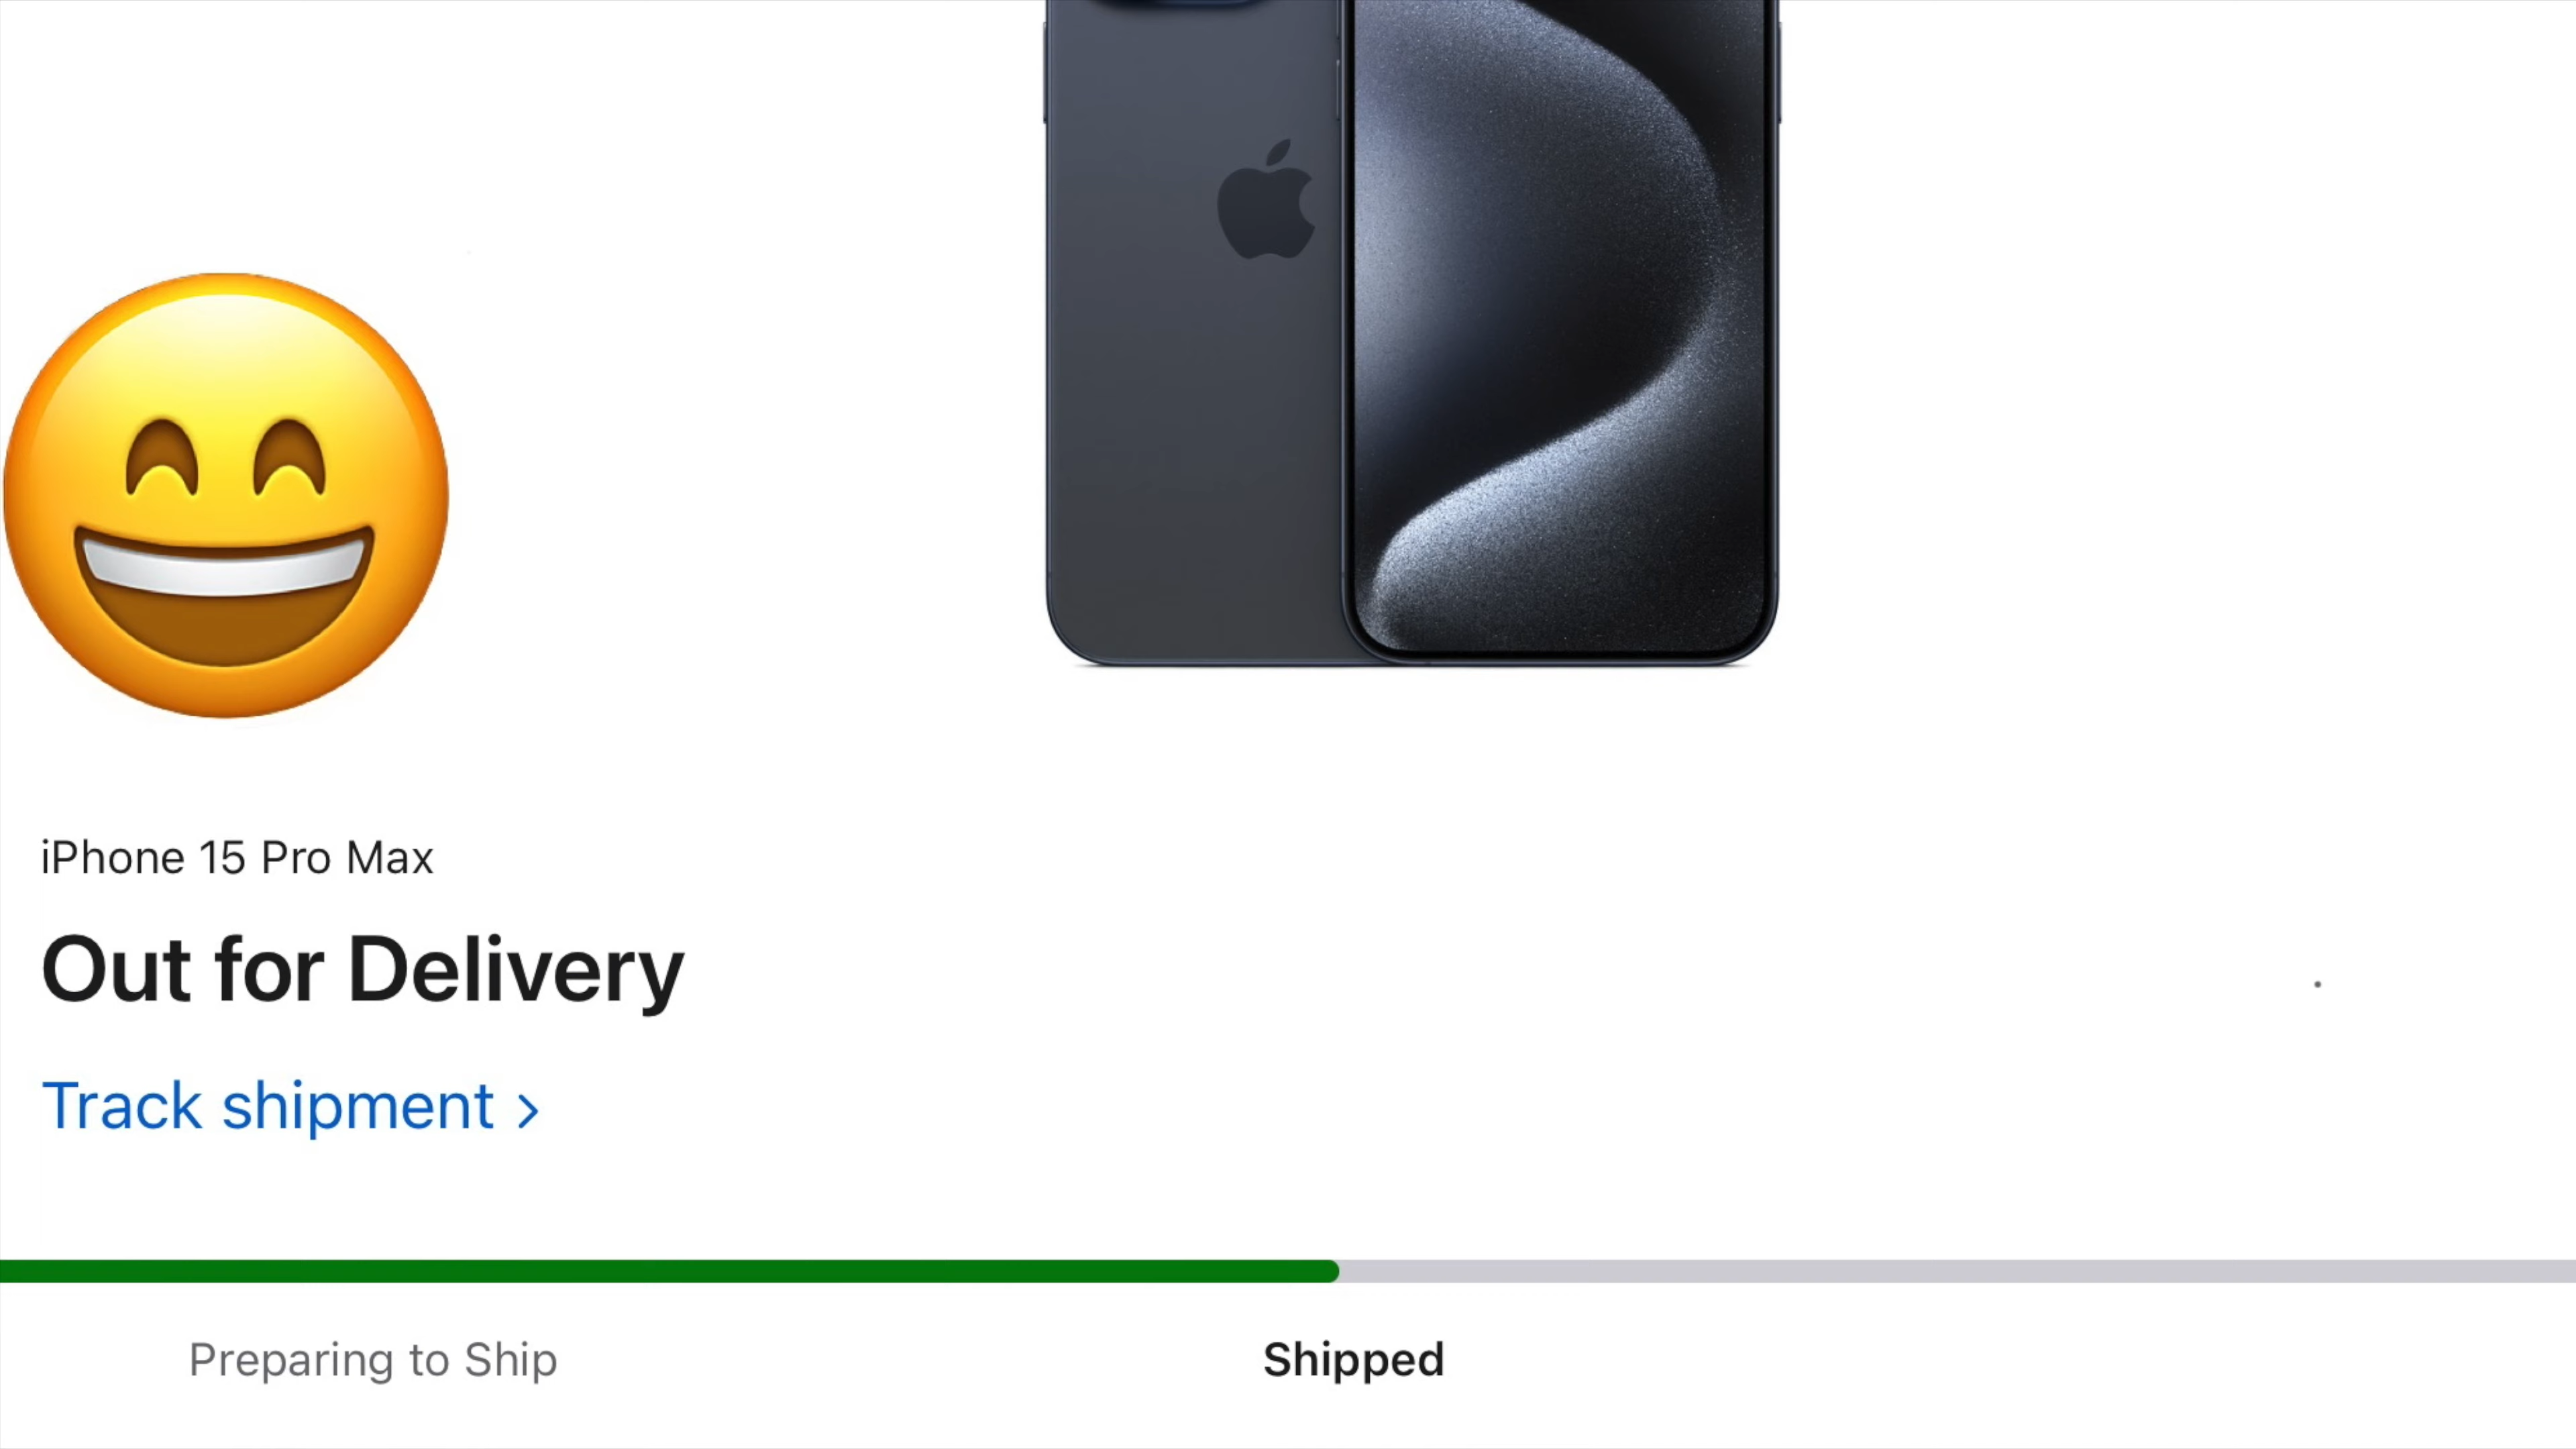 iPhone 15 Pro Max
Out for Delivery
Track shipment >
Preparing to Ship
Shipped